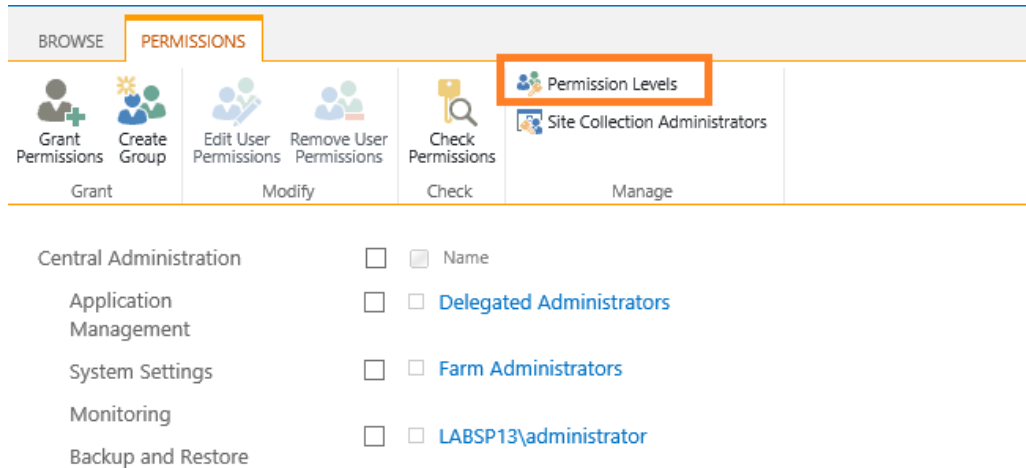 BROWSE PERMISSIONS
Permission Levels
Site Collection Administrators
Grant Create Edit User Remove User Check
Permissions Group Permissions Permissions Permissions
Grant Modify Check Manage
Central Administration Name
Application
Management
Delegated Administrators
System Settings Farm Administrators
Monitoring
LABSP13\administrator
Backup and Restore